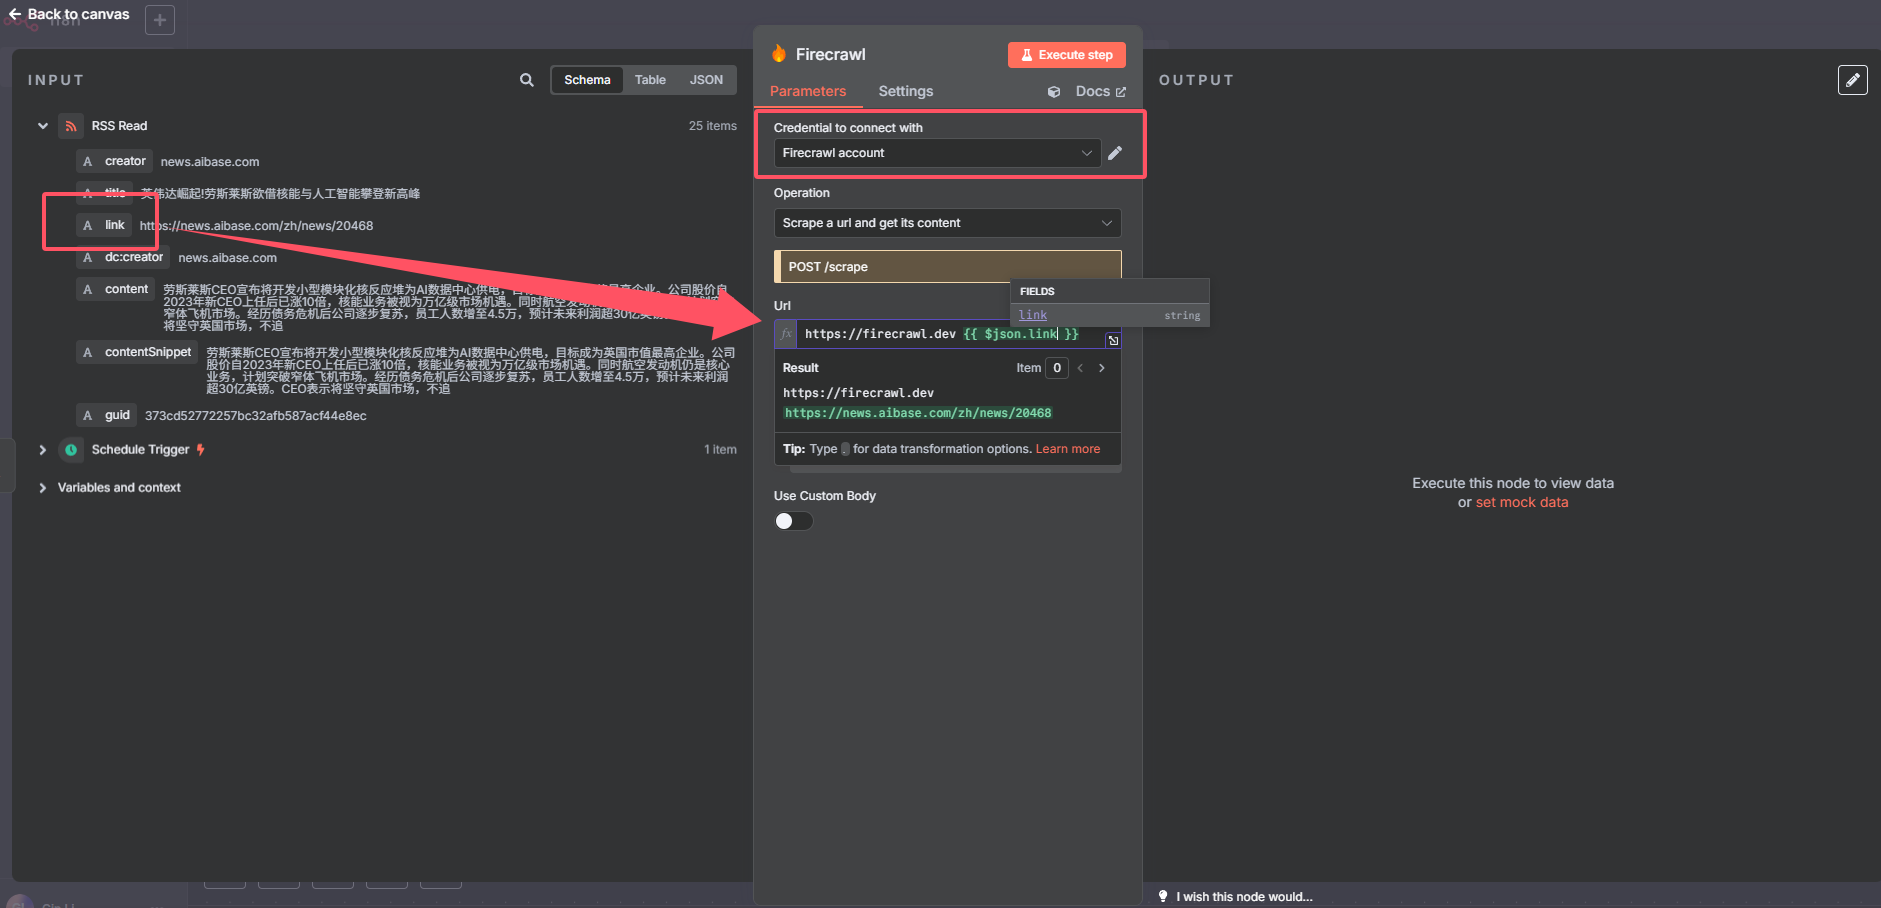 Back to canvas
n8n
INPUT
Schema
Table
JSON
RSS Read
25 items
A creator news.aibase.com
A title 英伟达崛起!劳斯莱斯欲借核能与人工智能攀登新高峰
A link https://news.aibase.com/zh/news/20468
A dc:creator news.aibase.com
A content 劳斯莱斯CEO宣布将开发小型模块化核反应堆为AI数据中心供电，
2023年新CEO上任后已涨10倍，核能业务被视为万亿级市场机遇。同时航空发动
窄体飞机市场。经历债务危机后公司逐步复苏，员工人数增至4.5万，预计未来利润超30亿英镑
将坚守英国市场，不追
A contentSnippet 劳斯莱斯CEO宣布将开发小型模块化核反应堆为AI数据中心供电，目标成为英国市值最高企业。公司
股价自2023年新CEO上任后已涨10倍，核能业务被视为万亿级市场机遇。同时航空发动机仍是核心
业务，计划突破窄体飞机市场。经历债务危机后公司逐步复苏，员工人数增至4.5万，预计未来利润
超30亿英镑。CEO表示将坚守英国市场，不追
A guid 373cd52772257bc32afb587acf44e8ec
Schedule Trigger
1 item
Variables and context
Firecrawl
Execute step
Parameters
Settings
Docs
Credential to connect with
Firecrawl account
Operation
Scrape a url and get its content
POST /scrape
FIELDS
link string
Url
fx https://firecrawl.dev {{ $json.link }}
Result
Item 0
https://firecrawl.dev
https://news.aibase.com/zh/news/20468
Tip: Type . for data transformation options. Learn more
Use Custom Body
OUTPUT
Execute this node to view data
or set mock data
I wish this node would...